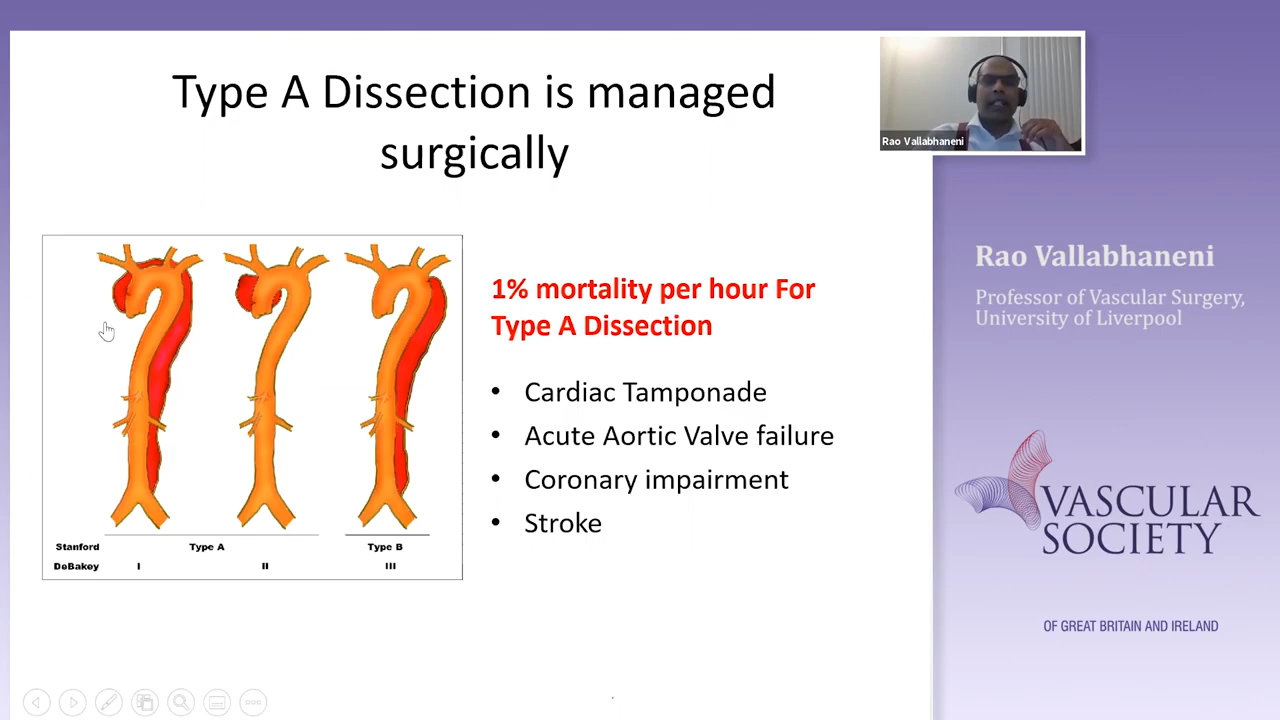 Type A Dissection is managed
surgically
Rao Vallabhaneni
1% mortality per hour For
Type A Dissection
• Cardiac Tamponade
• Acute Aortic Valve failure
• Coronary impairment
• Stroke
Stanford Type A Type B
DeBakey I II III
Rao Vallabhaneni
Professor of Vascular Surgery,
University of Liverpool
VASCULAR
SOCIETY
OF GREAT BRITAIN AND IRELAND